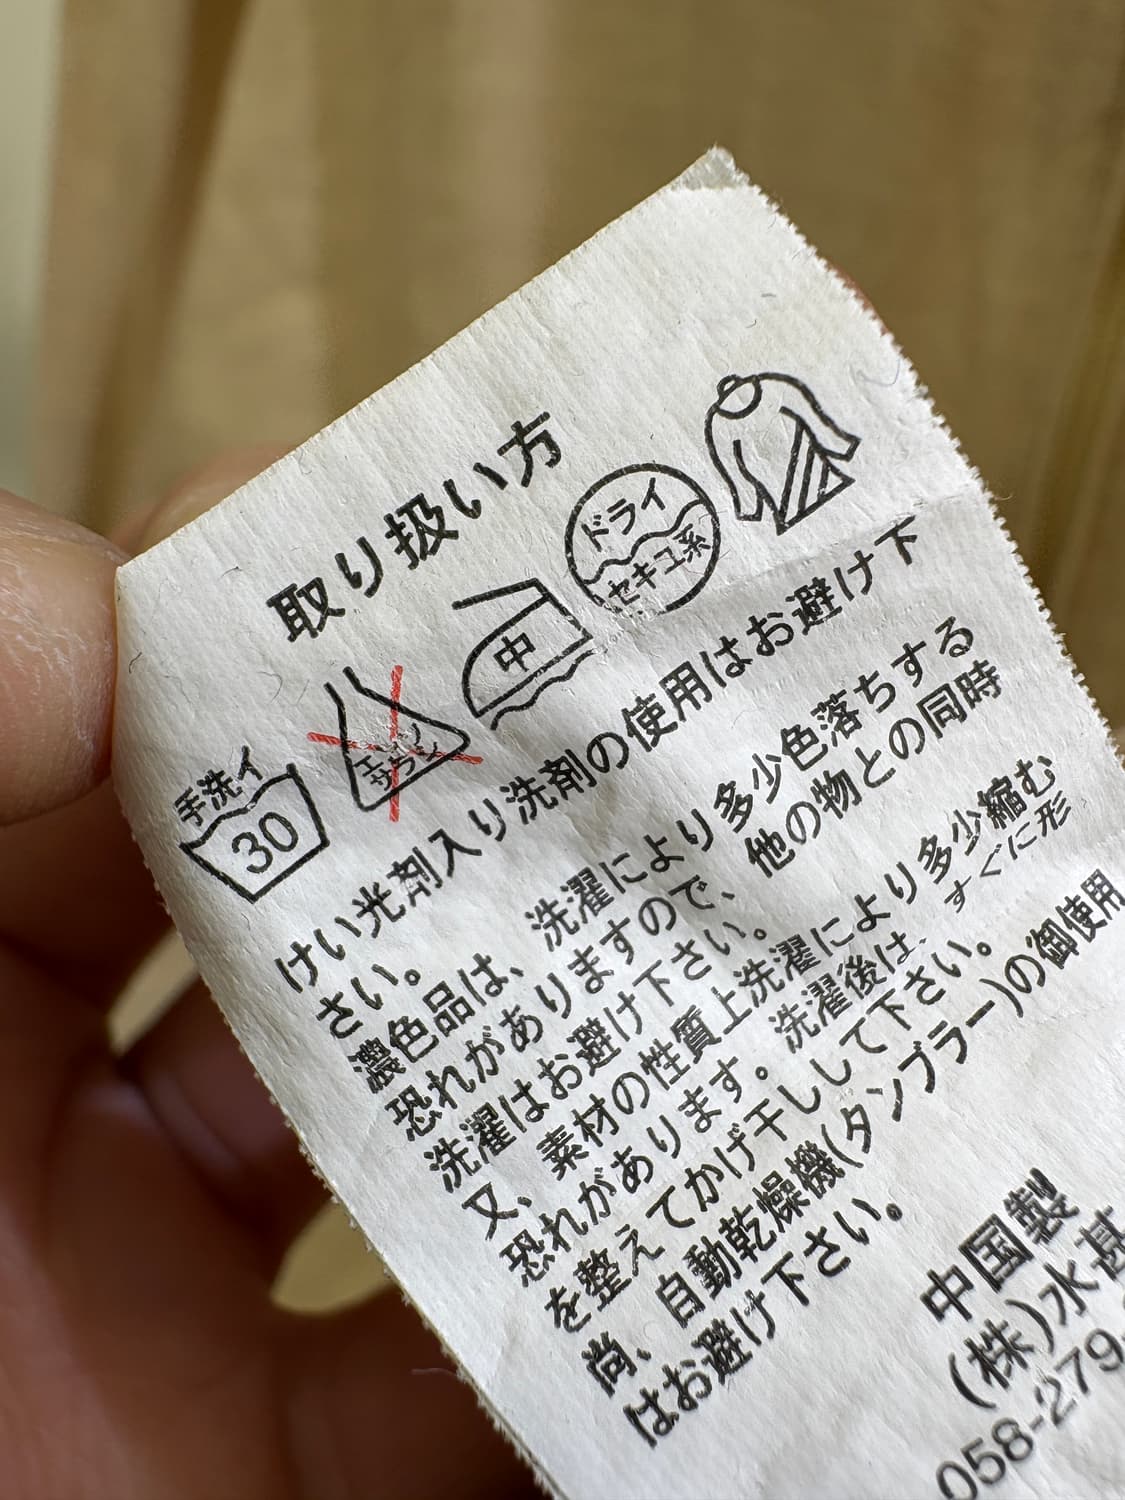 取り扱い方
手洗イ
30
エンソ
サラシ
中
ドライ
セキユ系
けい光剤入り洗剤の使用はお避け下
さい。
濃色品は、洗濯により多少色落ちする
恐れがありますので、他の物との同時
洗濯はお避け下さい。
又、素材の性質上洗濯により多少縮む
恐れがあります。洗濯後は、すぐに形
を整えてかげ干しして下さい。
尚、自動乾燥機(タンブラー)の御使用
はお避け下さい。
中国製
(株)水甚
058-279-